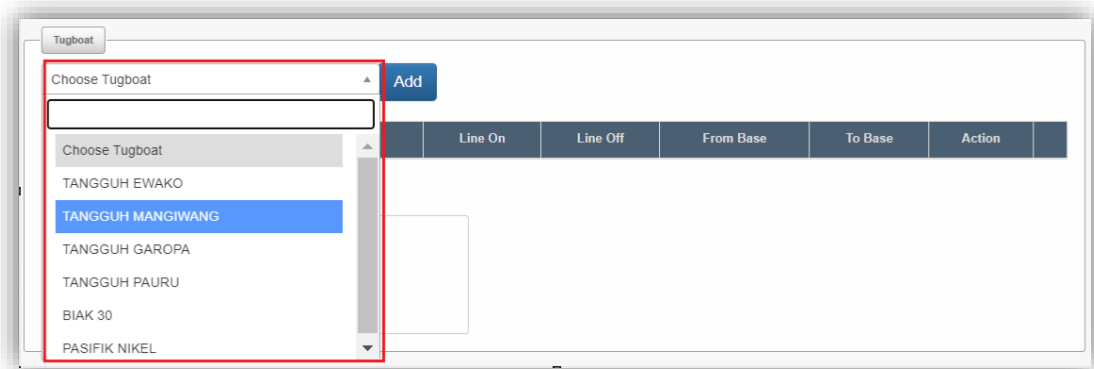 Tugboat
Choose Tugboat
Add
Line On Line Off From Base To Base Action
Choose Tugboat
TANGGUH EWAKO
TANGGUH MANGIWANG
TANGGUH GAROPA
TANGGUH PAURU
BIAK 30
PASIFIK NIKEL